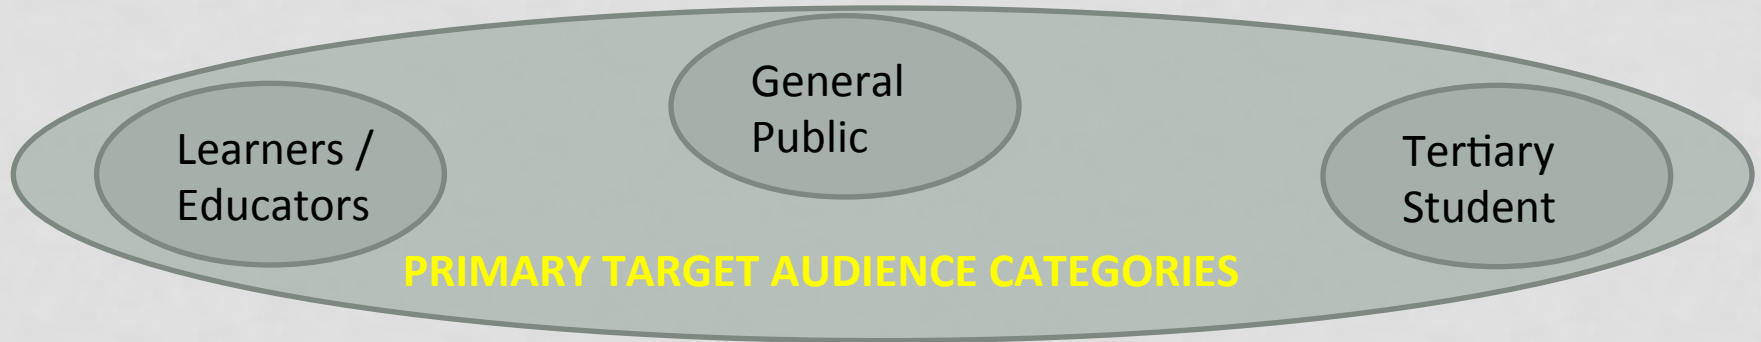 General
Public
Learners /
Educators
Tertiary
Student
PRIMARY TARGET AUDIENCE CATEGORIES